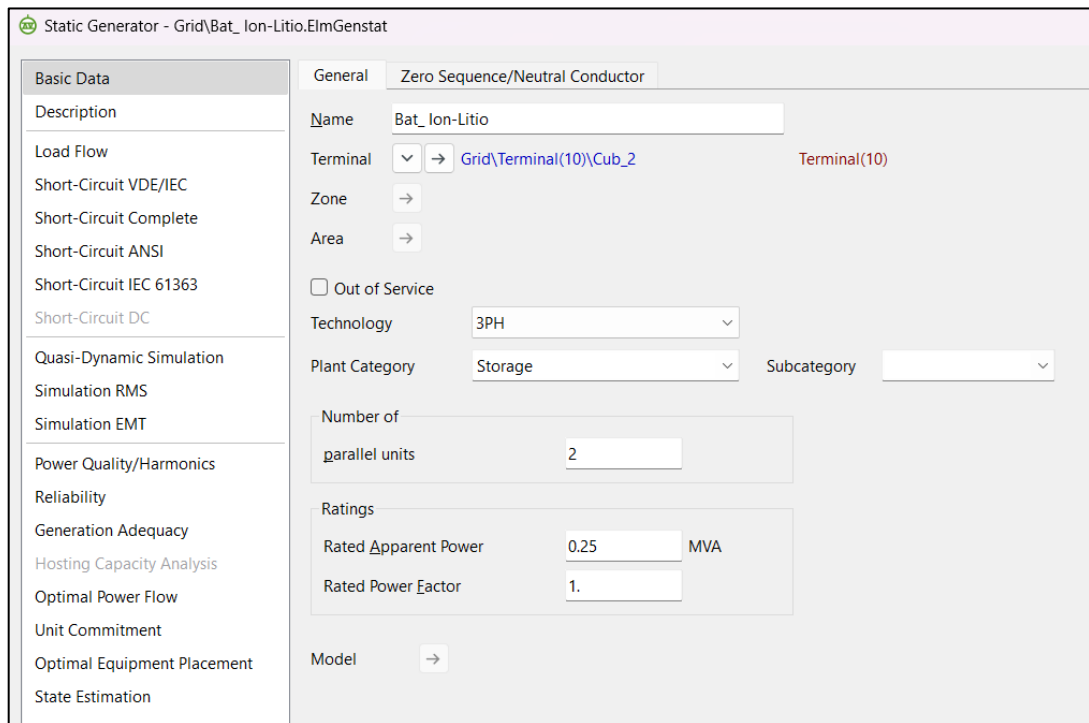 Static Generator - Grid\Bat_ Ion-Litio.ElmGenstat
Basic Data
Description
Load Flow
Short-Circuit VDE/IEC
Short-Circuit Complete
Short-Circuit ANSI
Short-Circuit IEC 61363
Short-Circuit DC
Quasi-Dynamic Simulation
Simulation RMS
Simulation EMT
Power Quality/Harmonics
Reliability
Generation Adequacy
Hosting Capacity Analysis
Optimal Power Flow
Unit Commitment
Optimal Equipment Placement
State Estimation
General Zero Sequence/Neutral Conductor
Name Bat_ Ion-Litio
Terminal Grid\Terminal(10)\Cub_2 Terminal(10)
Zone
Area
Out of Service
Technology 3PH
Plant Category Storage Subcategory
Number of
parallel units 2
Ratings
Rated Apparent Power 0.25 MVA
Rated Power Factor 1.
Model